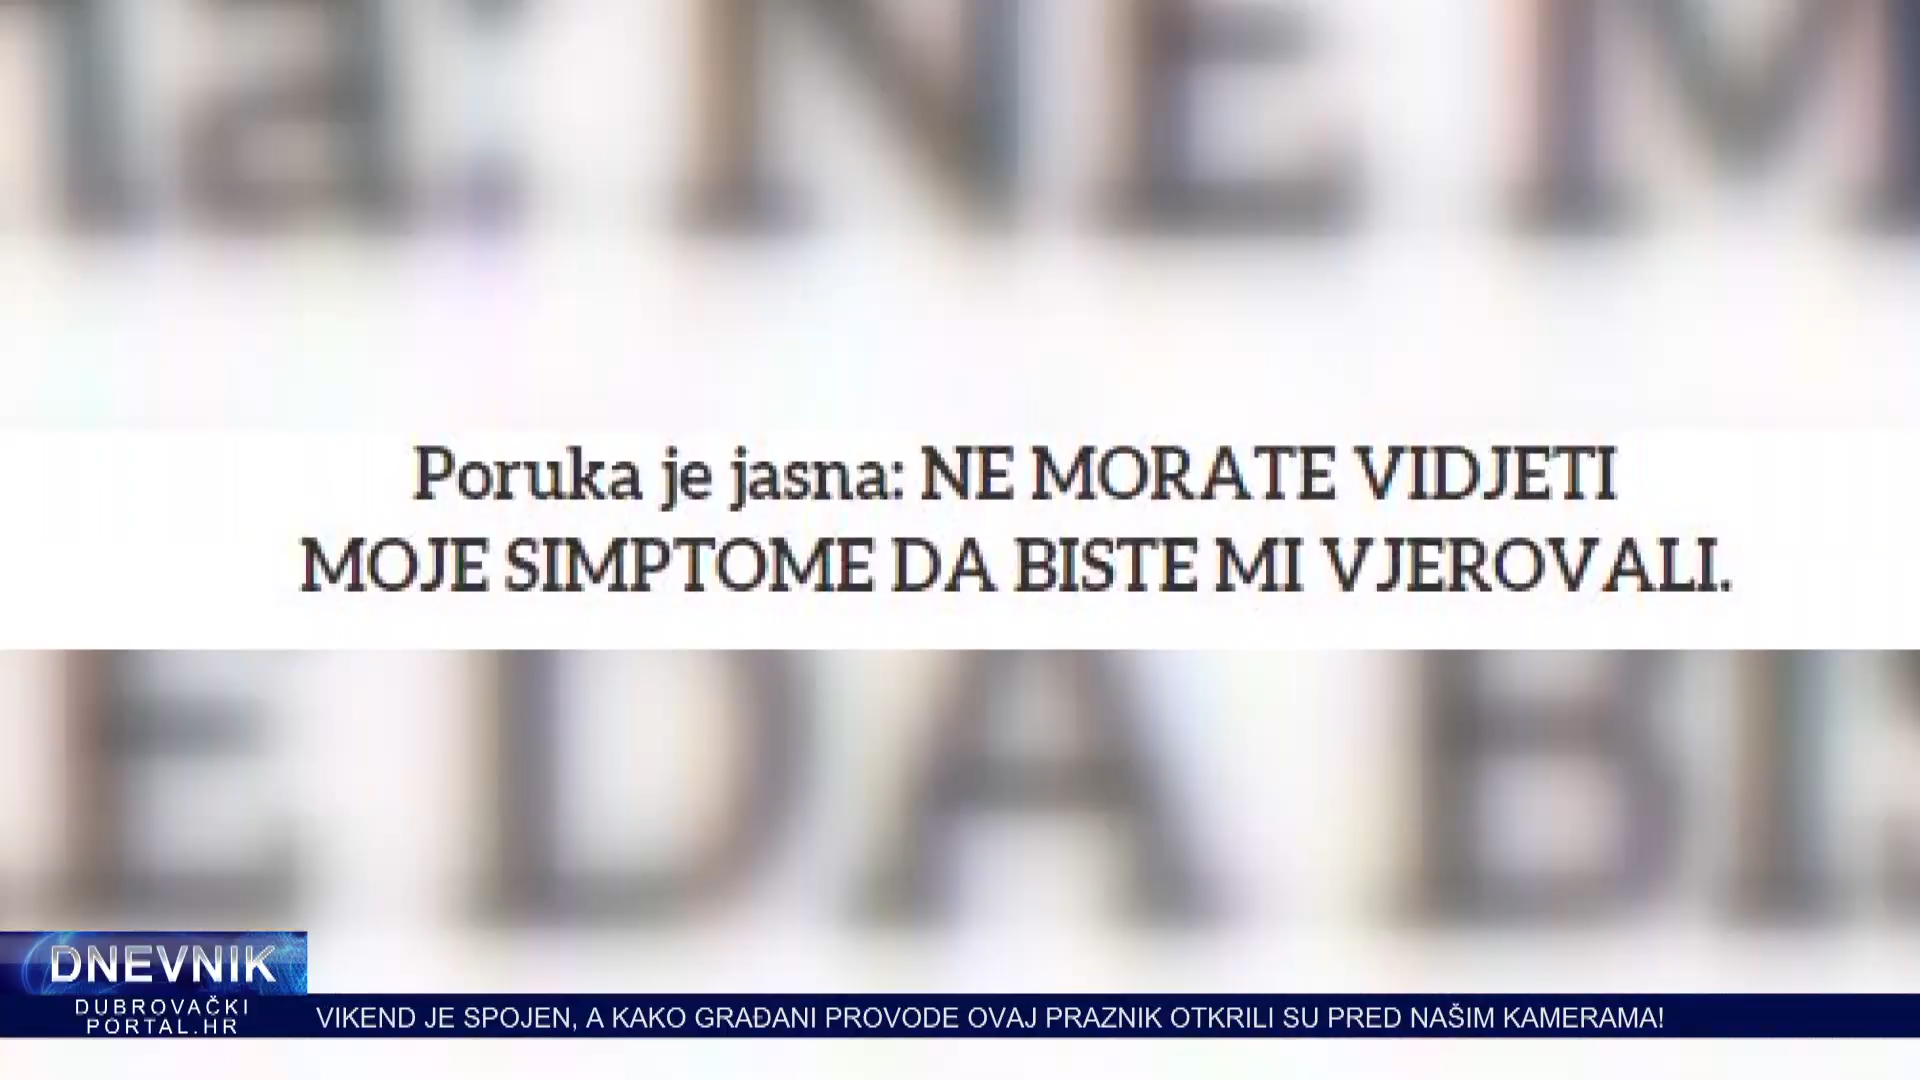 Poruka je jasna: NE MORATE VIDJETI
MOJE SIMPTOME DA BISTE MI VJEROVALI.
DNEVNIK
DUBROVAČKI
PORTAL.HR
VIKEND JE SPOJEN, A KAKO GRAĐANI PROVODE OVAJ PRAZNIK OTKRILI SU PRED NAŠIM KAMERAMA!